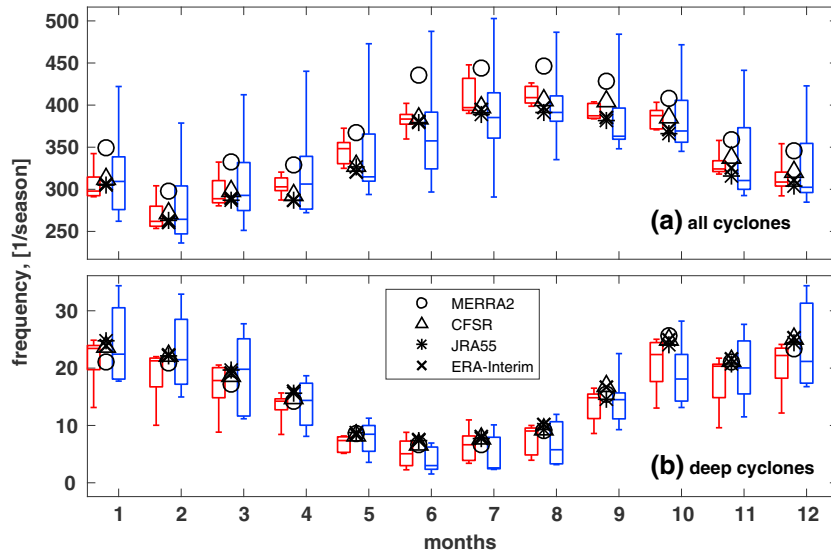 500
450
400
350
300
250
(a) all cyclones
frequency, [1/season]
30
20
10
0
MERRA2
CFSR
JRA55
ERA-Interim
(b) deep cyclones
1 2 3 4 5 6 7 8 9 10 11 12
months